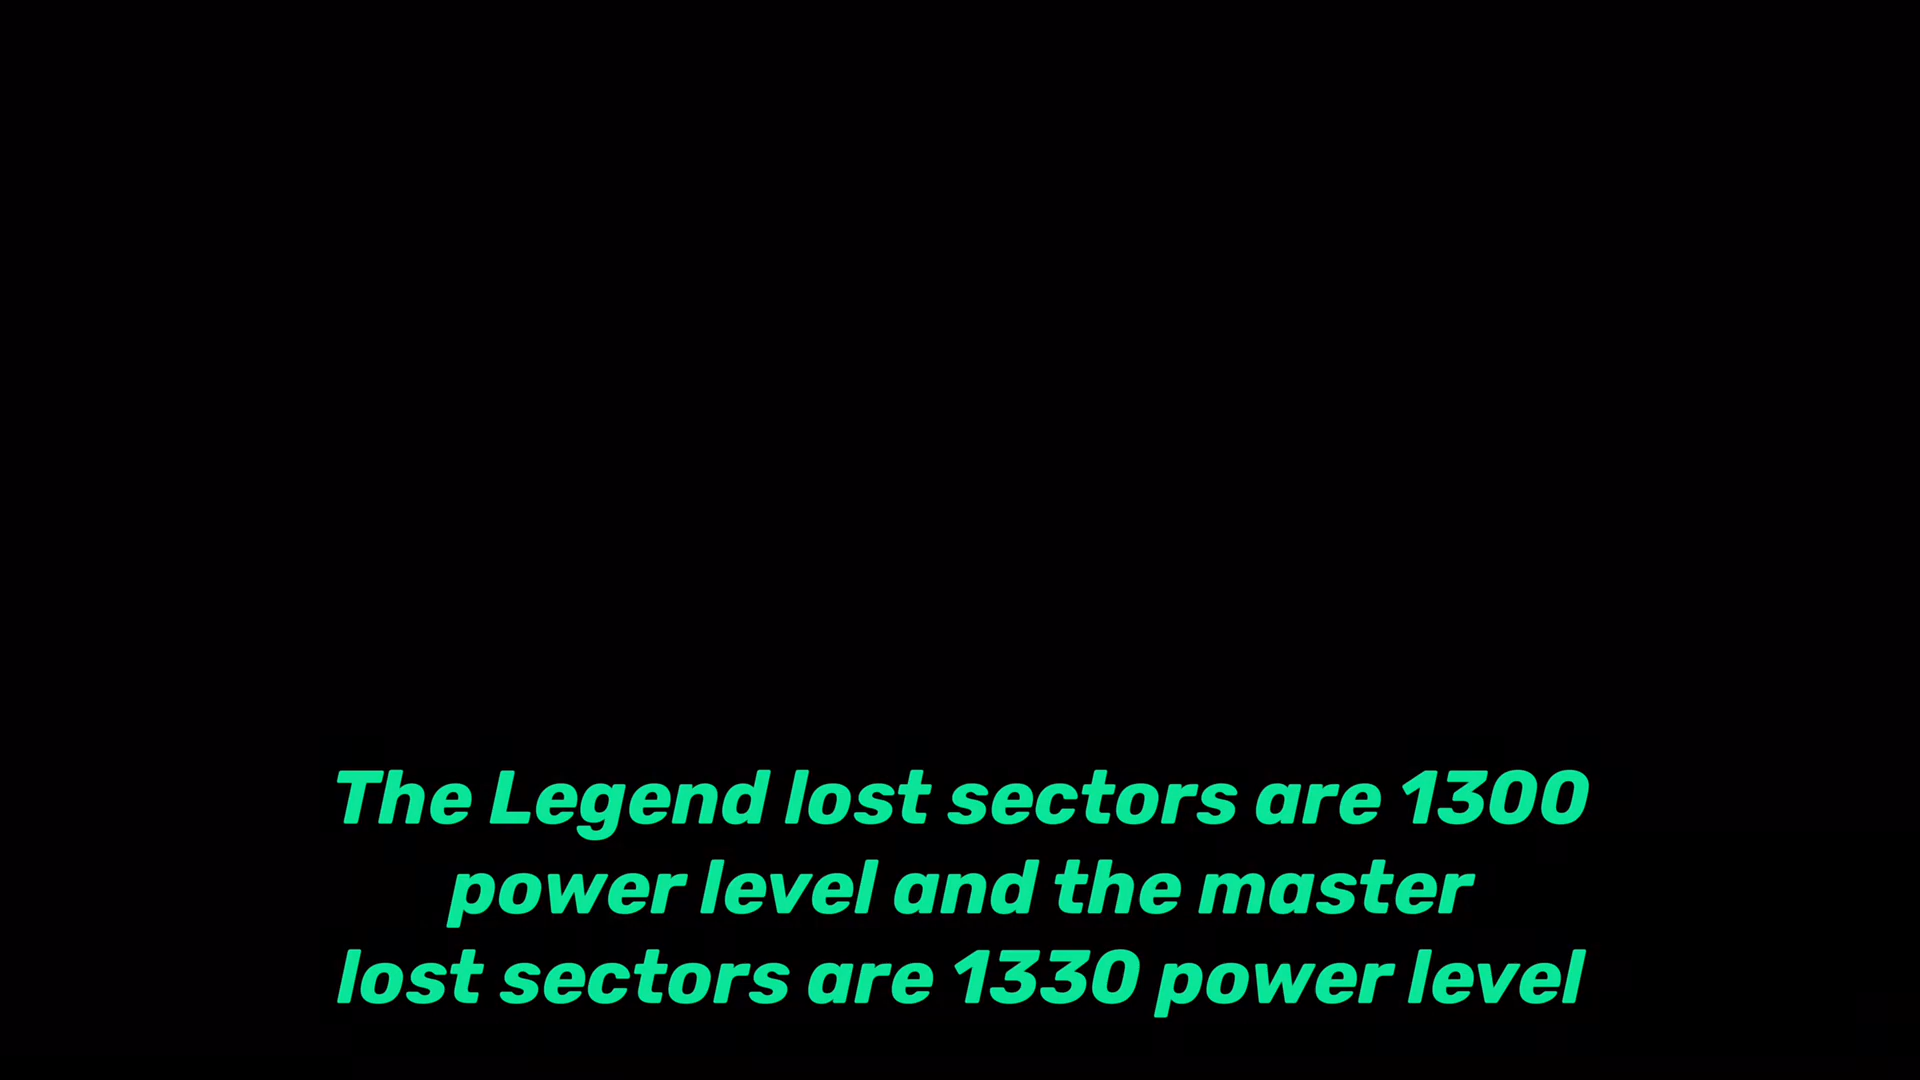 The Legend lost sectors are 1300
power level and the master
lost sectors are 1330 power level